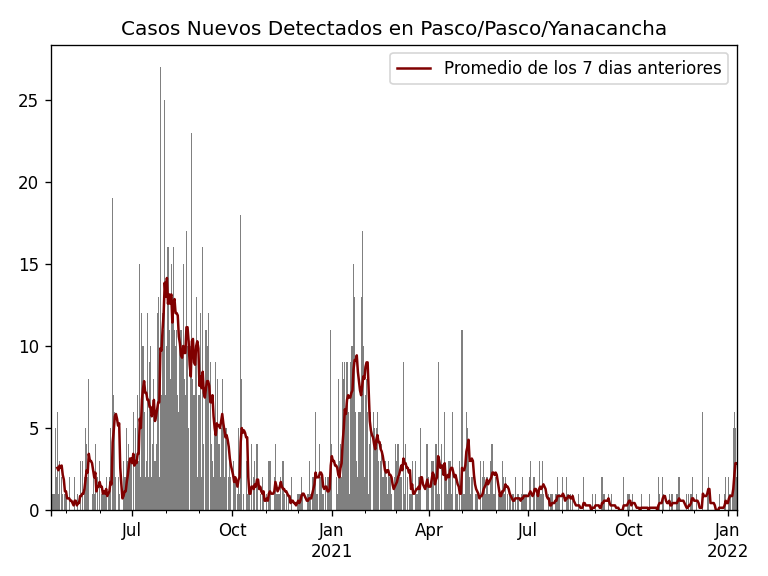 Casos Nuevos Detectados en Pasco/Pasco/Yanacancha
Promedio de los 7 dias anteriores
25
20
15
10
5
0
Jul Oct Jan Apr Jul Oct Jan
2021 2022